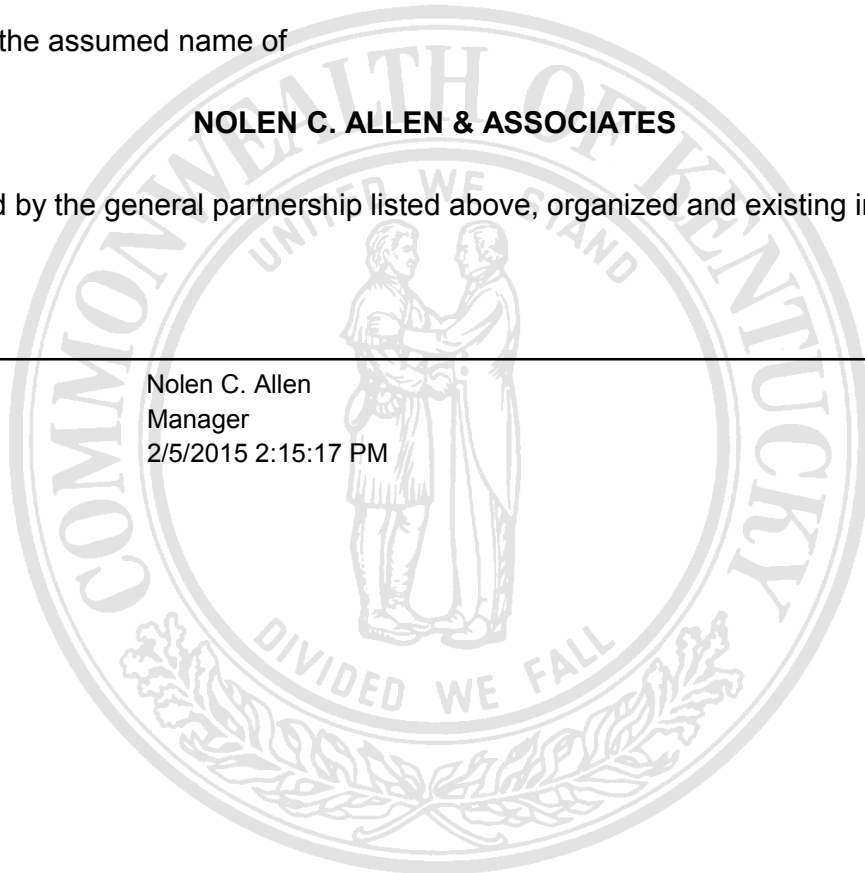 the assumed name of
NOLEN C. ALLEN & ASSOCIATES
by the general partnership listed above, organized and existing
Nolen C. Allen
Manager
2/5/2015 2:15:17 PM
COMMONWEALTH OF KENTUCKY
UNITED WE STAND
DIVIDED WE FALL